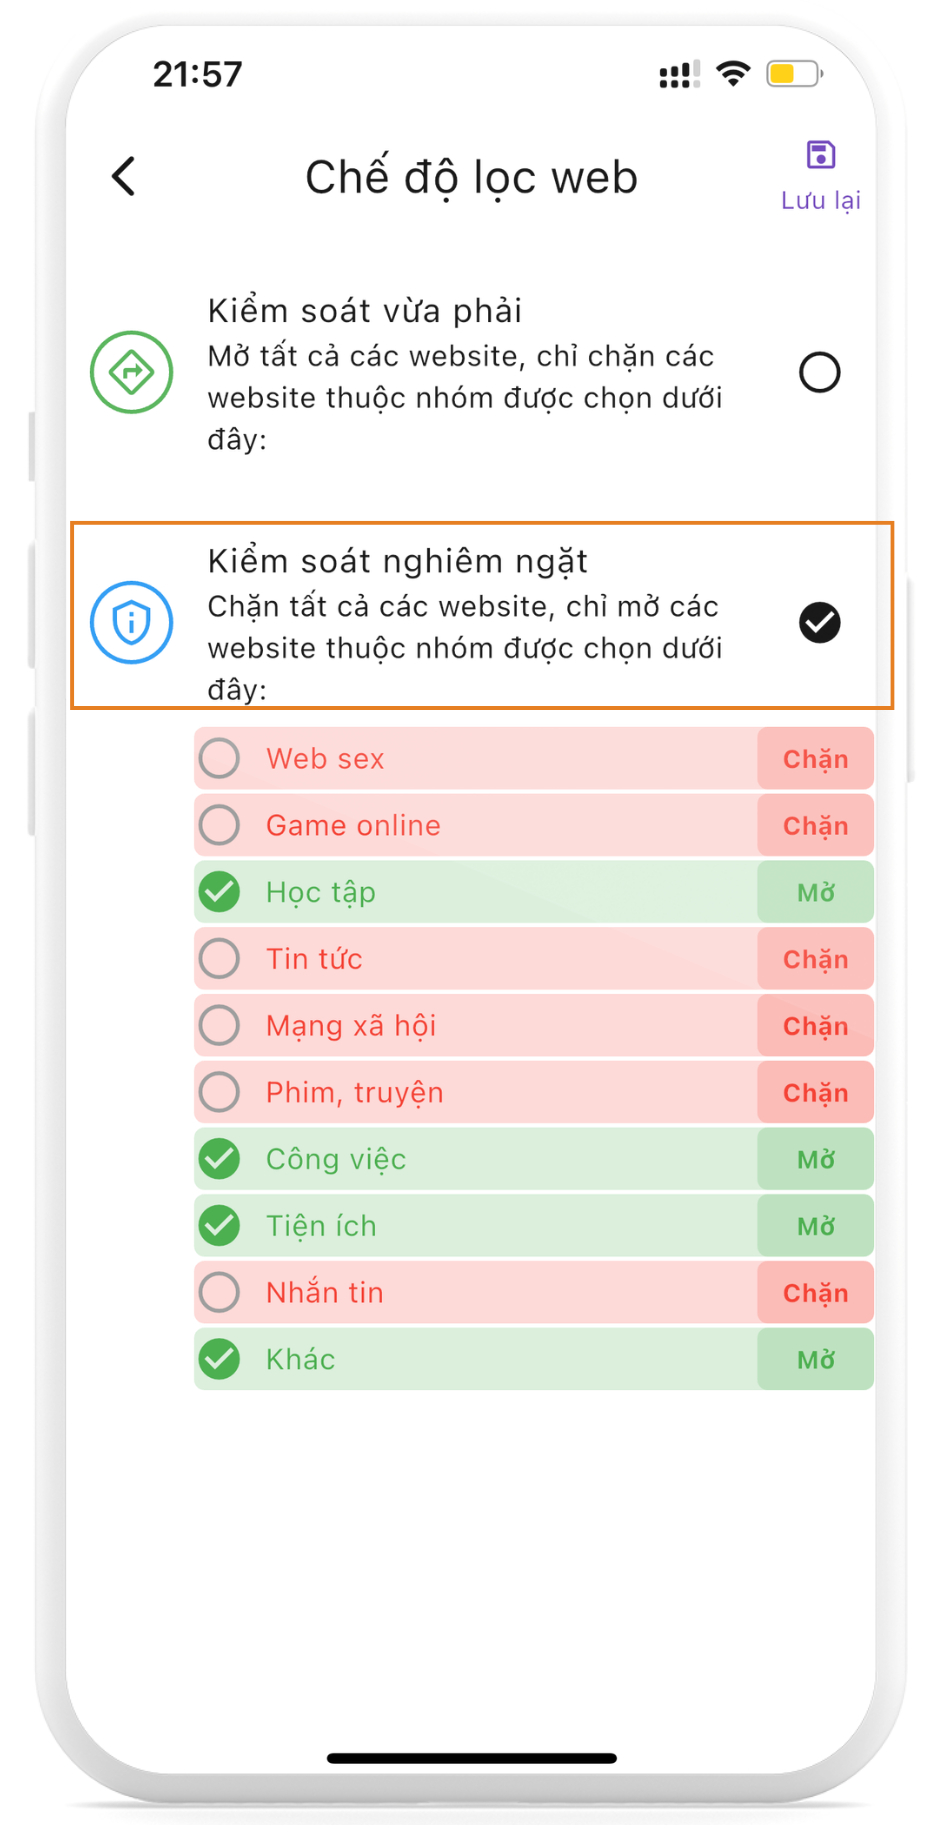 21:57
Chế độ lọc web
Lưu lại
Kiểm soát vừa phải
Mở tất cả các website, chỉ chặn các
website thuộc nhóm được chọn dưới
đây:
Kiểm soát nghiêm ngặt
Chặn tất cả các website, chỉ mở các
website thuộc nhóm được chọn dưới
đây:
Web sex Chặn
Game online Chặn
Học tập Mở
Tin tức Chặn
Mạng xã hội Chặn
Phim, truyện Chặn
Công việc Mở
Tiện ích Mở
Nhắn tin Chặn
Khác Mở